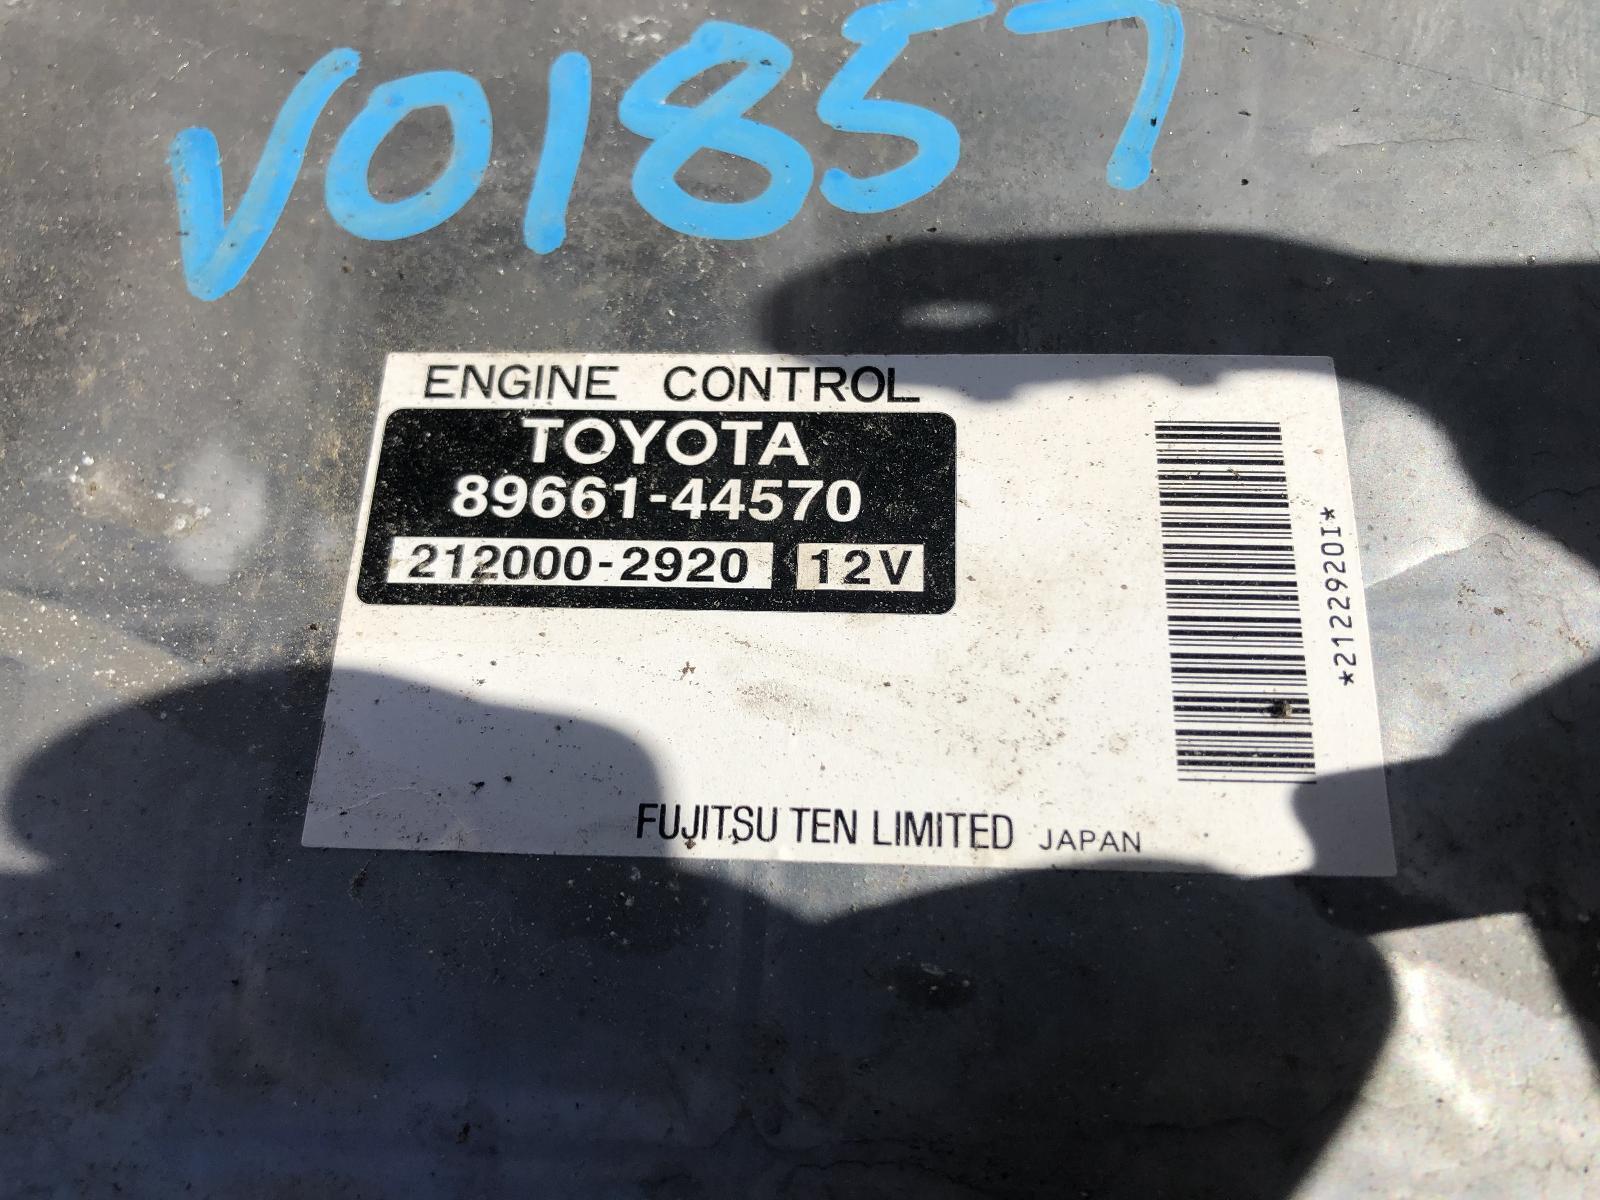 V01857
ENGINE CONTROL
TOYOTA
89661-44570
212000-2920 12V
*2122920I*
FUJITSU TEN LIMITED JAPAN